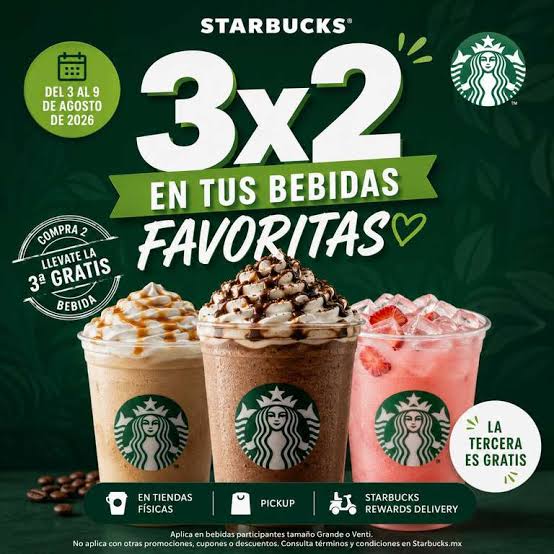 STARBUCKS®
3x2
EN TUS BEBIDAS
FAVORITAS
DEL 3 AL 9
DE AGOSTO
DE 2026
COMPRA 2
LLEVATE LA
3ª GRATIS
BEBIDA
LA
TERCERA
ES GRATIS
EN TIENDAS
FÍSICAS
PICKUP
STARBUCKS
REWARDS DELIVERY
Aplica en bebidas participantes tamaño Grande o Venti.
No aplica con otras promociones, cupones o descuentos. Consulta términos y condiciones en Starbucks.mx
TM